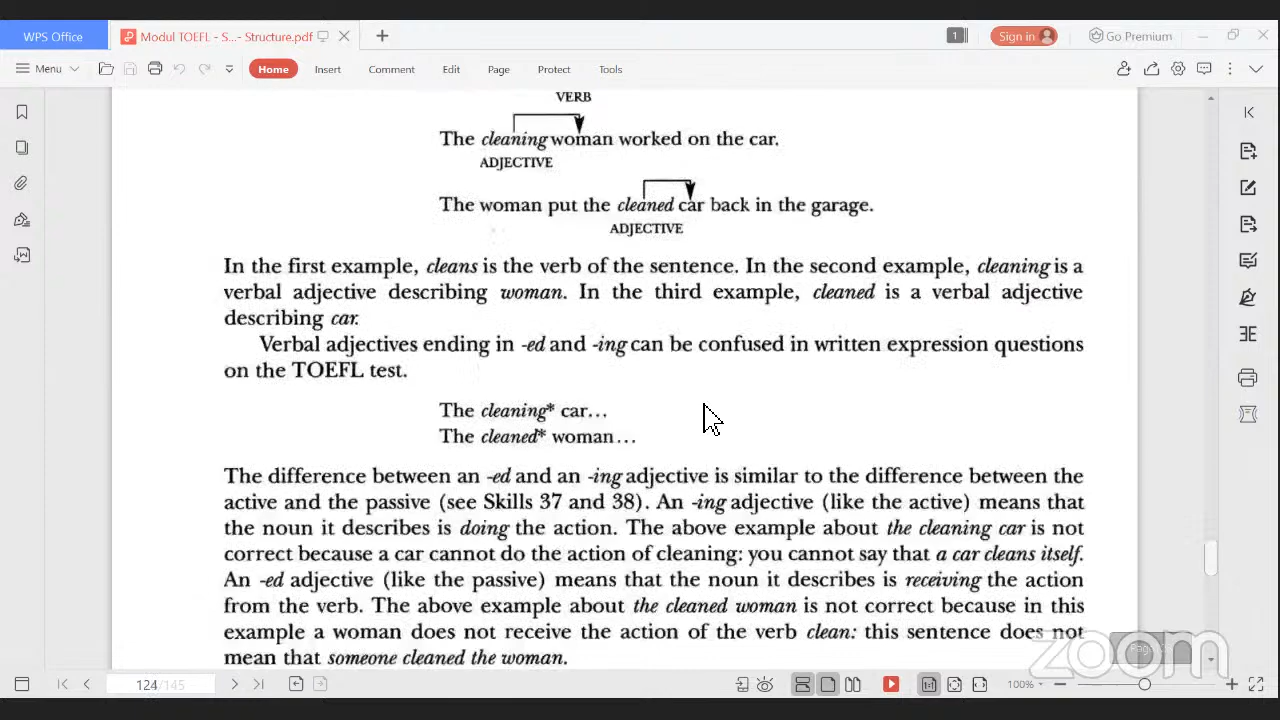 WPS Office
Modul TOEFL - S...- Structure.pdf
1
Sign in
Go Premium
Menu
Home
Insert
Comment
Edit
Page
Protect
Tools
VERB
The cleaning woman worked on the car.
ADJECTIVE
The woman put the cleaned car back in the garage.
ADJECTIVE
In the first example, cleans is the verb of the sentence. In the second example, cleaning is a
verbal adjective describing woman. In the third example, cleaned is a verbal adjective
describing car.
Verbal adjectives ending in -ed and -ing can be confused in written expression questions
on the TOEFL test.
The cleaning* car...
The cleaned* woman...
The difference between an -ed and an -ing adjective is similar to the difference between the
active and the passive (see Skills 37 and 38). An -ing adjective (like the active) means that
the noun it describes is doing the action. The above example about the cleaning car is not
correct because a car cannot do the action of cleaning: you cannot say that a car cleans itself.
An -ed adjective (like the passive) means that the noun it describes is receiving the action
from the verb. The above example about the cleaned woman is not correct because in this
example a woman does not receive the action of the verb clean: this sentence does not
mean that someone cleaned the woman.
zoom
124/145
100%